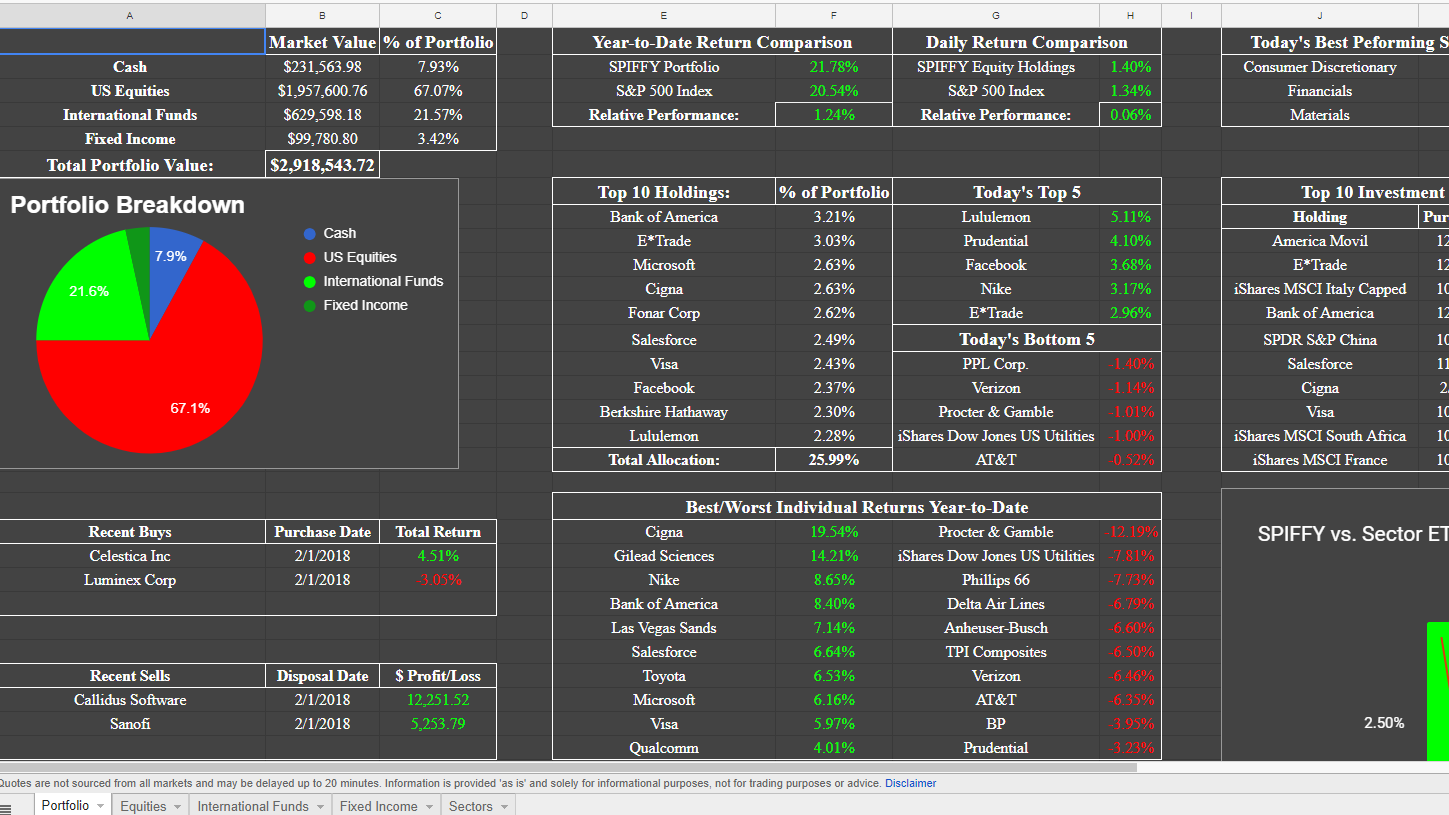 A B C D E F G H I J
Market Value % of Portfolio
Cash $231,563.98 7.93%
US Equities $1,957,600.76 67.07%
International Funds $629,598.18 21.57%
Fixed Income $99,780.80 3.42%
Total Portfolio Value: $2,918,543.72
Portfolio Breakdown
7.9%
21.6%
67.1%
Cash
US Equities
International Funds
Fixed Income
Recent Buys Purchase Date Total Return
Celestica Inc 2/1/2018 4.51%
Luminex Corp 2/1/2018 -3.05%
Recent Sells Disposal Date $ Profit/Loss
Callidus Software 2/1/2018 12,251.52
Sanofi 2/1/2018 5,253.79
Year-to-Date Return Comparison Daily Return Comparison
SPIFFY Portfolio 21.78% SPIFFY Equity Holdings 1.40%
S&P 500 Index 20.54% S&P 500 Index 1.34%
Relative Performance: 1.24% Relative Performance: 0.06%
Top 10 Holdings: % of Portfolio Today's Top 5
Bank of America 3.21% Lululemon 5.11%
E*Trade 3.03% Prudential 4.10%
Microsoft 2.63% Facebook 3.68%
Cigna 2.63% Nike 3.17%
Fonar Corp 2.62% E*Trade 2.96%
Salesforce 2.49% Today's Bottom 5
Visa 2.43% PPL Corp. -1.40%
Facebook 2.37% Verizon -1.14%
Berkshire Hathaway 2.30% Procter & Gamble -1.01%
Lululemon 2.28% iShares Dow Jones US Utilities -1.00%
Total Allocation: 25.99% AT&T -0.52%
Best/Worst Individual Returns Year-to-Date
Cigna 19.54% Procter & Gamble -12.19%
Gilead Sciences 14.21% iShares Dow Jones US Utilities -7.81%
Nike 8.65% Phillips 66 -7.73%
Bank of America 8.40% Delta Air Lines -6.79%
Las Vegas Sands 7.14% Anheuser-Busch -6.60%
Salesforce 6.64% TPI Composites -6.50%
Toyota 6.53% Verizon -6.46%
Microsoft 6.16% AT&T -6.35%
Visa 5.97% BP -3.95%
Qualcomm 4.01% Prudential -3.23%
Today's Best Peforming S
Consumer Discretionary
Financials
Materials
Top 10 Investment
Holding Pur
America Movil 12
E*Trade 12
iShares MSCI Italy Capped 10
Bank of America 12
SPDR S&P China 10
Salesforce 11
Cigna 2
Visa 10
iShares MSCI South Africa 10
iShares MSCI France 10
SPIFFY vs. Sector ET
2.50%
Quotes are not sourced from all markets and may be delayed up to 20 minutes. Information is provided 'as is' and solely for informational purposes, not for trading purposes or advice. Disclaimer
Portfolio Equities International Funds Fixed Income Sectors